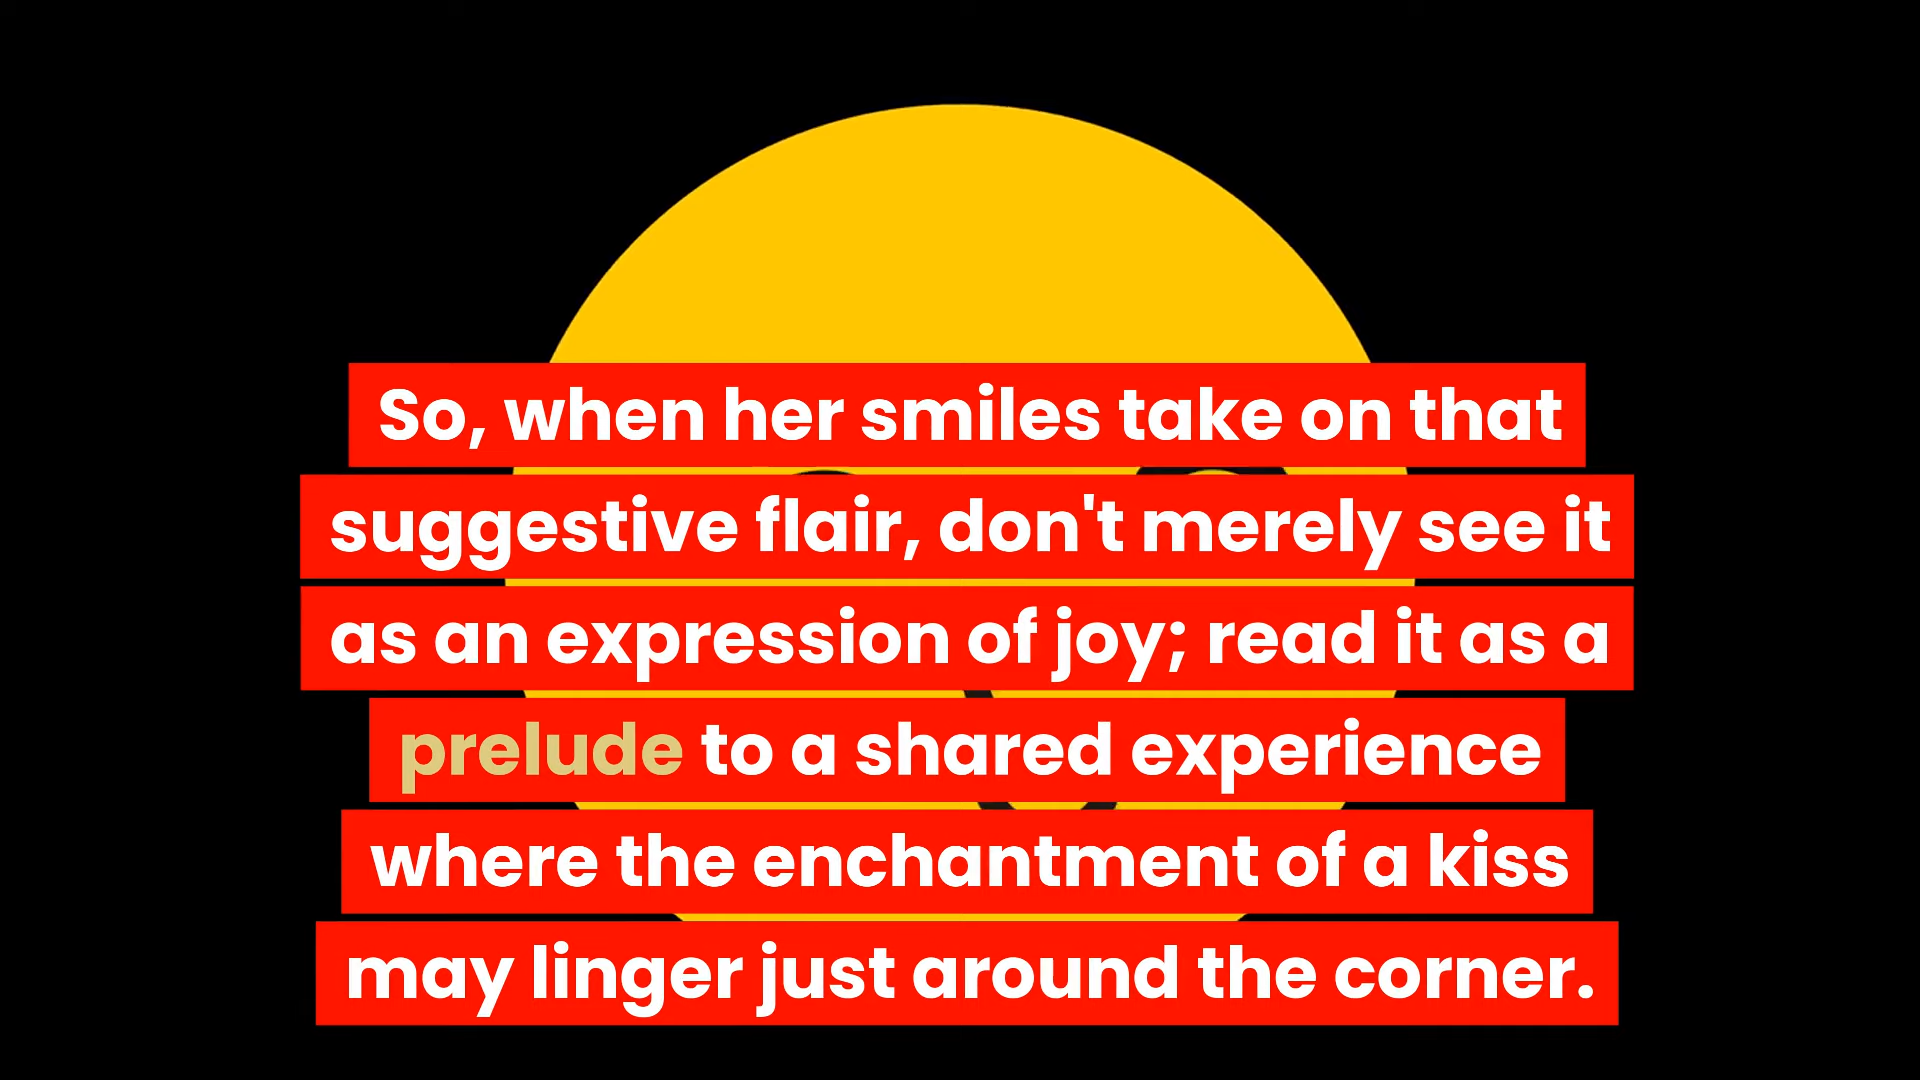 So, when her smiles take on that
suggestive flair, don't merely see it
as an expression of joy; read it as a
prelude to a shared experience
where the enchantment of a kiss
may linger just around the corner.